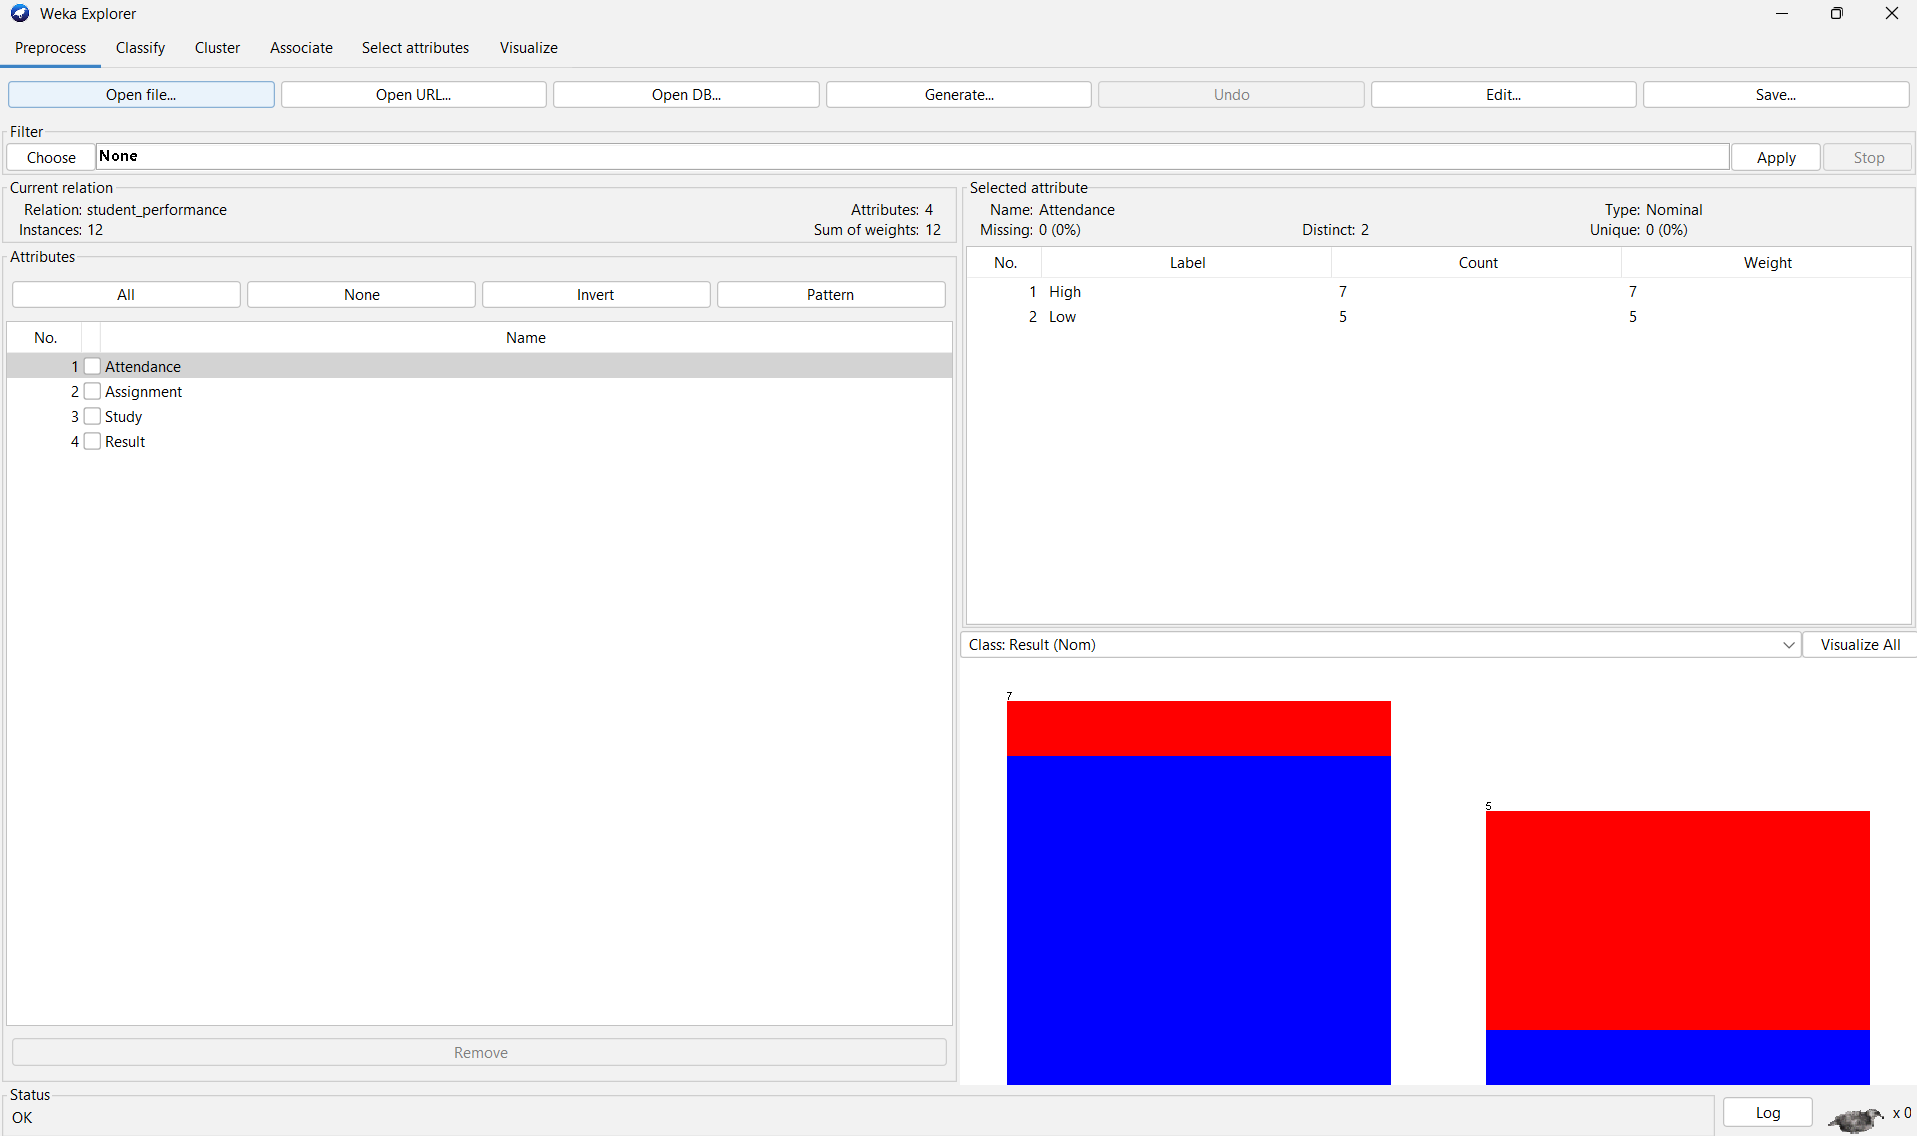 Weka Explorer
Preprocess Classify Cluster Associate Select attributes Visualize
Open file... Open URL... Open DB... Generate... Undo Edit... Save...
Filter
Choose None Apply Stop
Current relation
Relation: student_performance Attributes: 4
Instances: 12 Sum of weights: 12
Attributes
All None Invert Pattern
No. Name
1 Attendance
2 Assignment
3 Study
4 Result
Remove
Selected attribute
Name: Attendance Type: Nominal
Missing: 0 (0%) Distinct: 2 Unique: 0 (0%)
No. Label Count Weight
1 High 7 7
2 Low 5 5
Class: Result (Nom) Visualize All
7
5
Status
OK
Log x 0